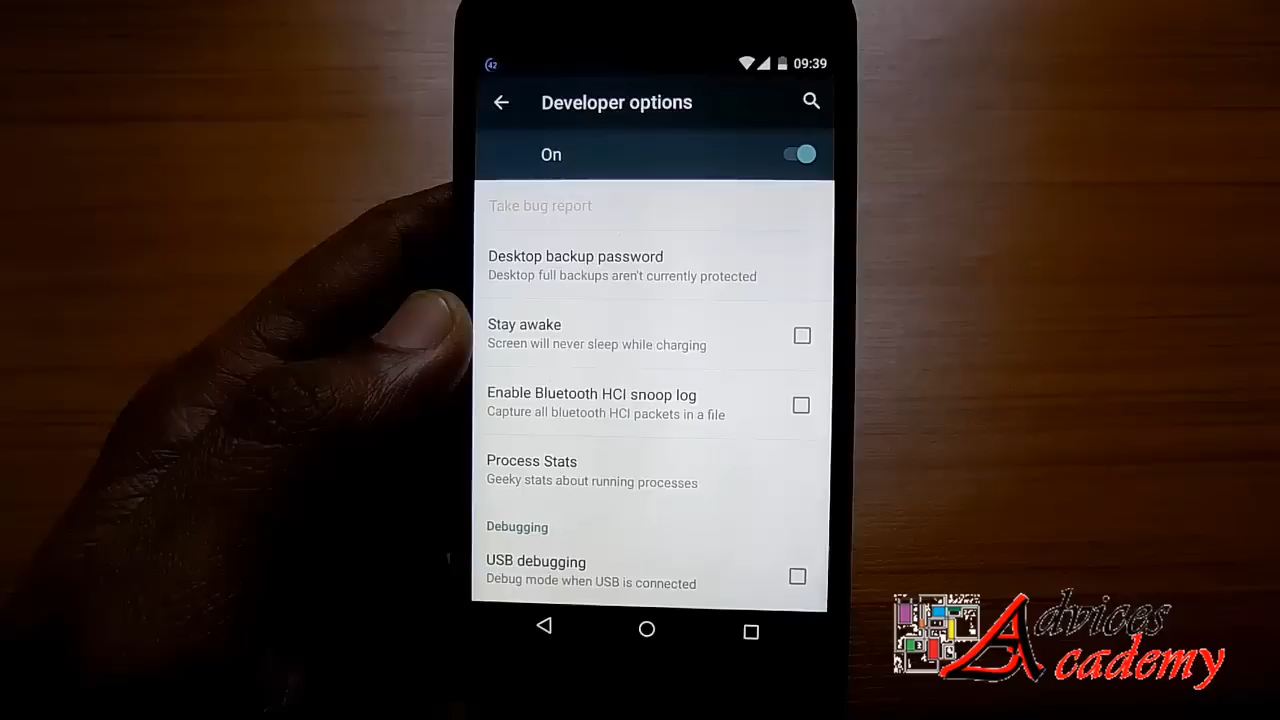 42
09:39
Developer options
On
Take bug report
Desktop backup password
Desktop full backups aren't currently protected
Stay awake
Screen will never sleep while charging
Enable Bluetooth HCI snoop log
Capture all bluetooth HCI packets in a file
Process Stats
Geeky stats about running processes
Debugging
USB debugging
Debug mode when USB is connected
Advices
Academy